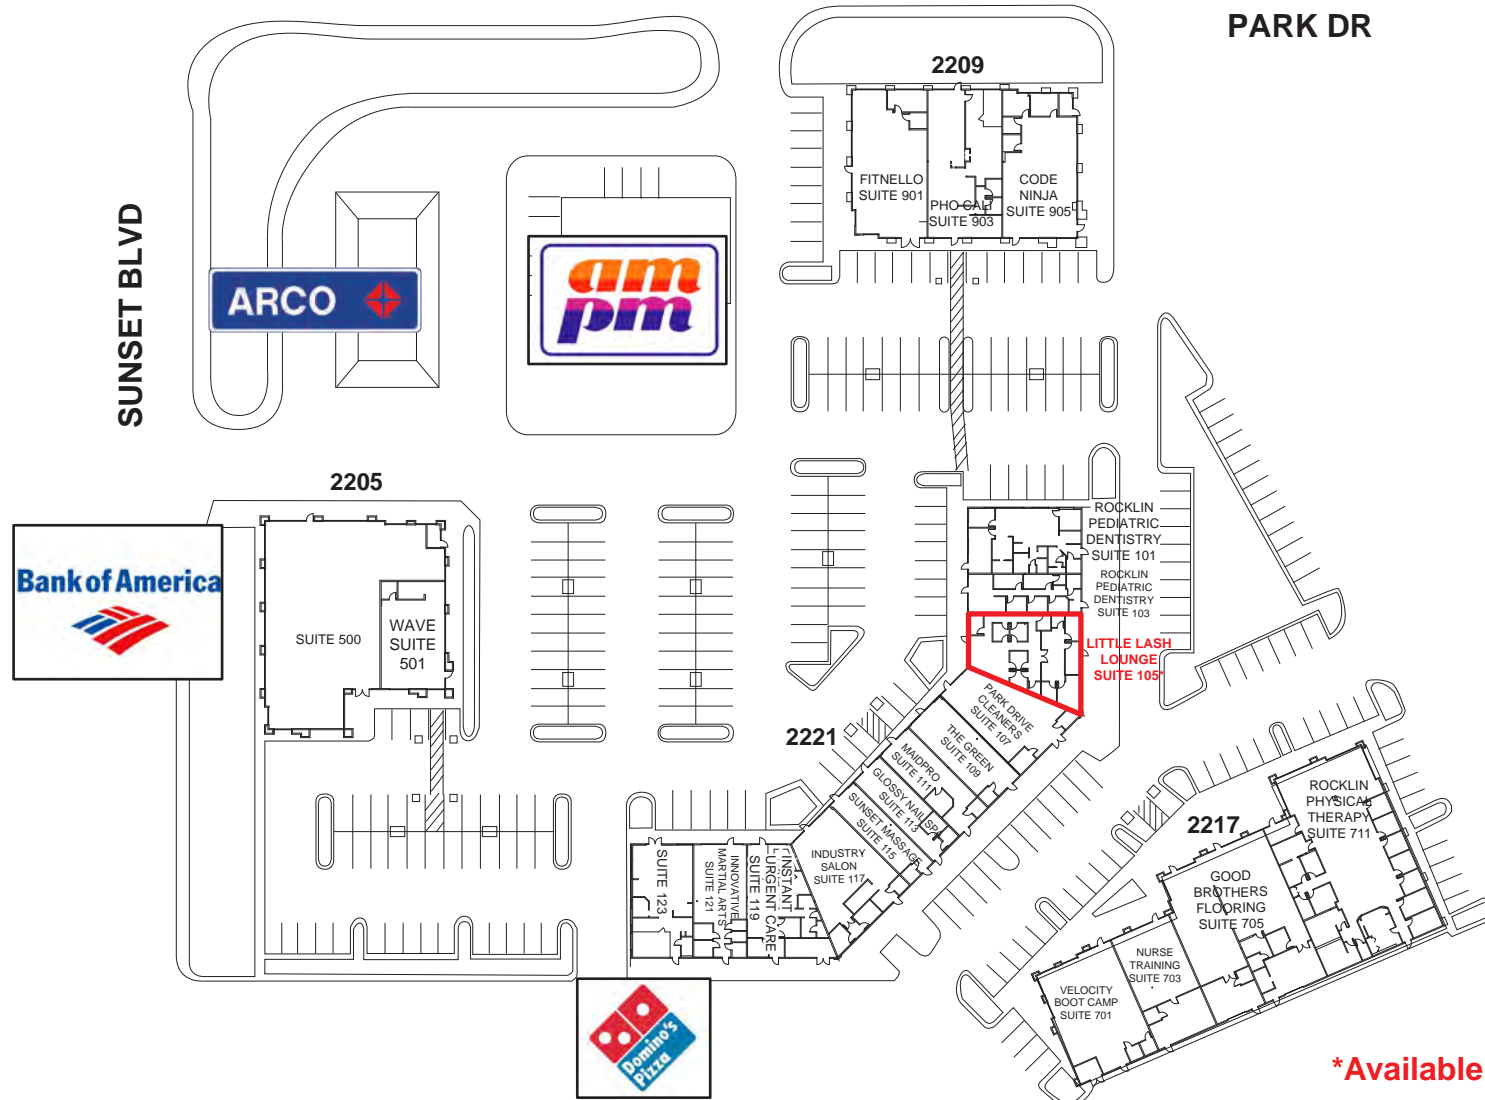 PARK DR
SUNSET BLVD
2209
FITNELLO
SUITE 901
PHO CALI
SUITE 903
CODE
NINJA
SUITE 905
ARCO
am
pm
2205
Bank of America
SUITE 500
WAVE
SUITE
501
ROCKLIN
PEDIATRIC
DENTISTRY
SUITE 101
ROCKLIN
PEDIATRIC
DENTISTRY
SUITE 103
LITTLE LASH
LOUNGE
SUITE 105*
2221
PARK DRIVE
CLEANERS
SUITE 107
THE GREEN
SUITE 109
MAIDPRO
SUITE 111
GLOSSY NAIL SPA
SUITE 113
SUNSET MASSAGE
SUITE 115
INDUSTRY
SALON
SUITE 117
INSTANT
URGENT CARE
SUITE 119
INNOVATIVE
MARTIAL ARTS
SUITE 121
SUITE 123
Domino's
Pizza
2217
ROCKLIN
PHYSICAL
THERAPY
SUITE 711
GOOD
BROTHERS
FLOORING
SUITE 705
NURSE
TRAINING
SUITE 703
VELOCITY
BOOT CAMP
SUITE 701
*Available